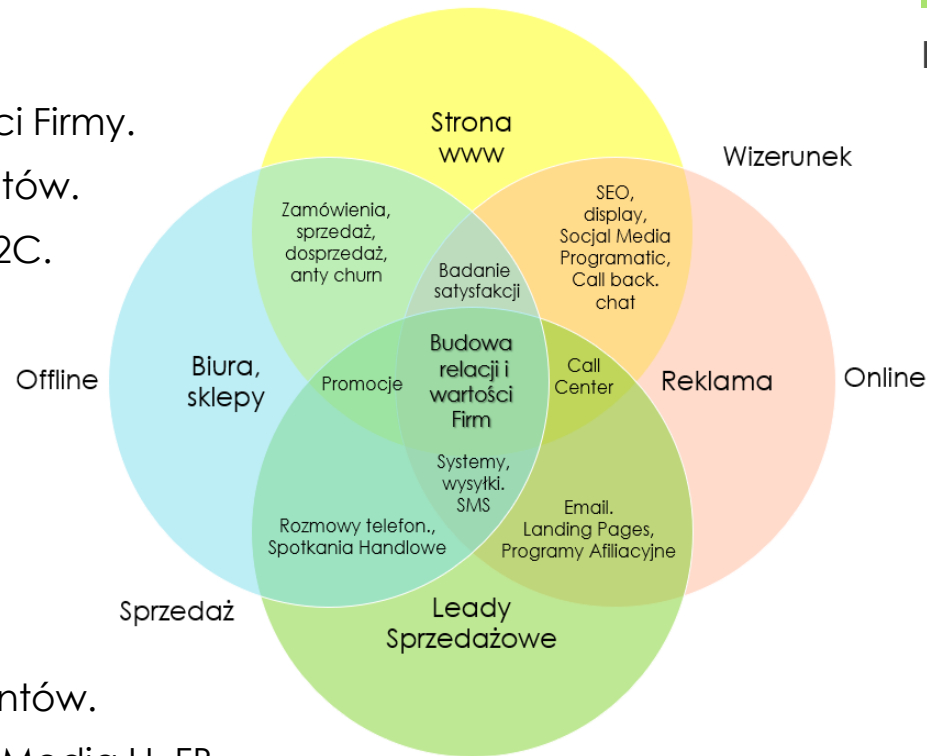 ci Firmy.
tów.
2C.
Strona
www
Wizerunek
Zamówienia,
sprzedaż,
dosprzedaż,
anty churn
SEO,
display,
Socjal Media
Programatic,
Call back.
chat
Badanie
satysfakcji
Offline
Biura,
sklepy
Promocje
Budowa
relacji i
wartości
Firm
Call
Center
Reklama
Online
Systemy,
wysyłki.
SMS
Rozmowy telefon.,
Spotkania Handlowe
Email.
Landing Pages,
Programy Afiliacyjne
Sprzedaż
Leady
Sprzedażowe
ntów.